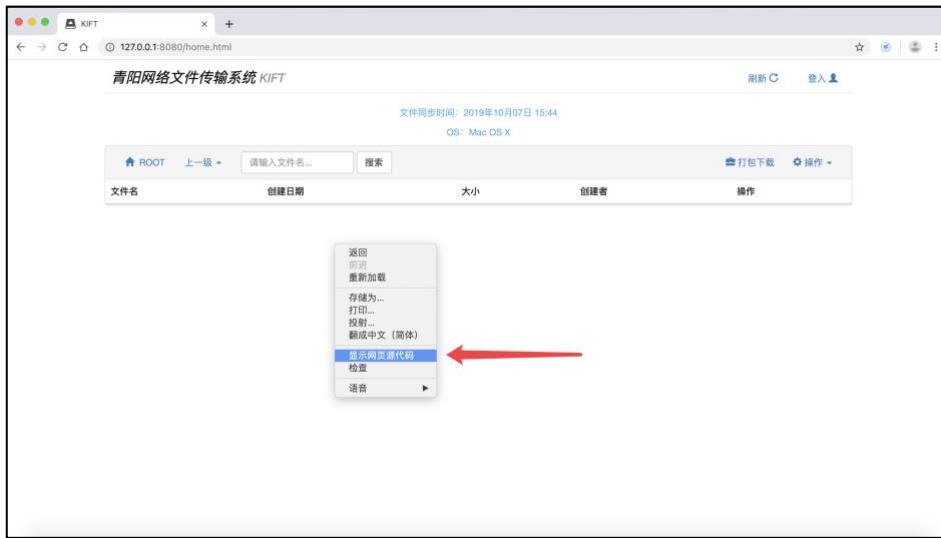 KIFT
127.0.0.1:8080/home.html
青阳网络文件传输系统 KIFT
刷新 登入
文件同步时间：2019年10月07日 15:44
OS：Mac OS X
ROOT 上一级 请输入文件名... 搜索 打包下载 操作
文件名 创建日期 大小 创建者 操作
返回
前进
重新加载
存储为...
打印...
投射...
翻成中文（简体）
显示网页源代码
检查
语音